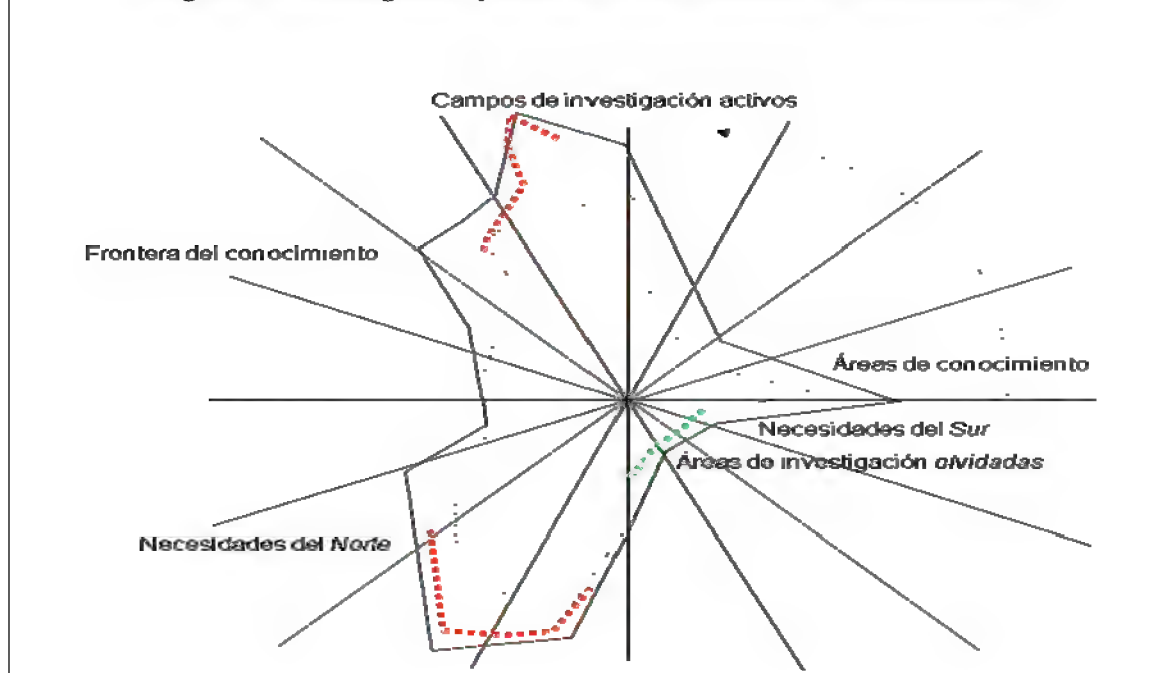 Campos de investigación activos
Frontera del conocimiento
Áreas de conocimiento
Necesidades del Sur
Áreas de investigación olvidadas
Necesidades del Norte